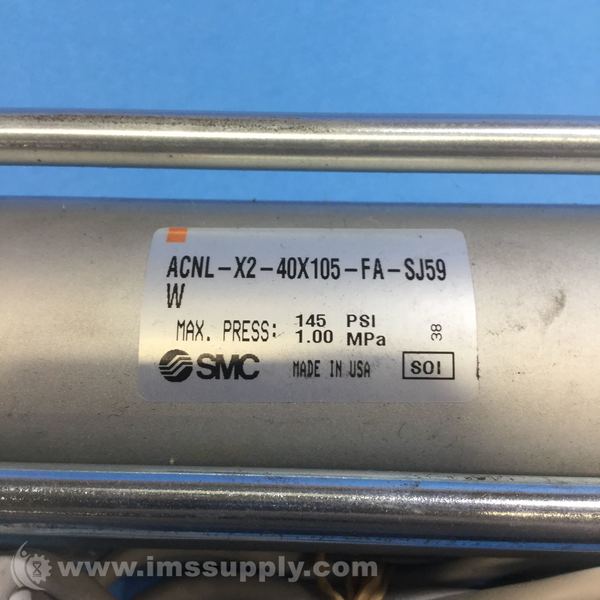 ACNL-X2-40X105-FA-SJ59
W
MAX. PRESS: 145 PSI
1.00 MPa
38
SMC MADE IN USA SOI
www.imssupply.com